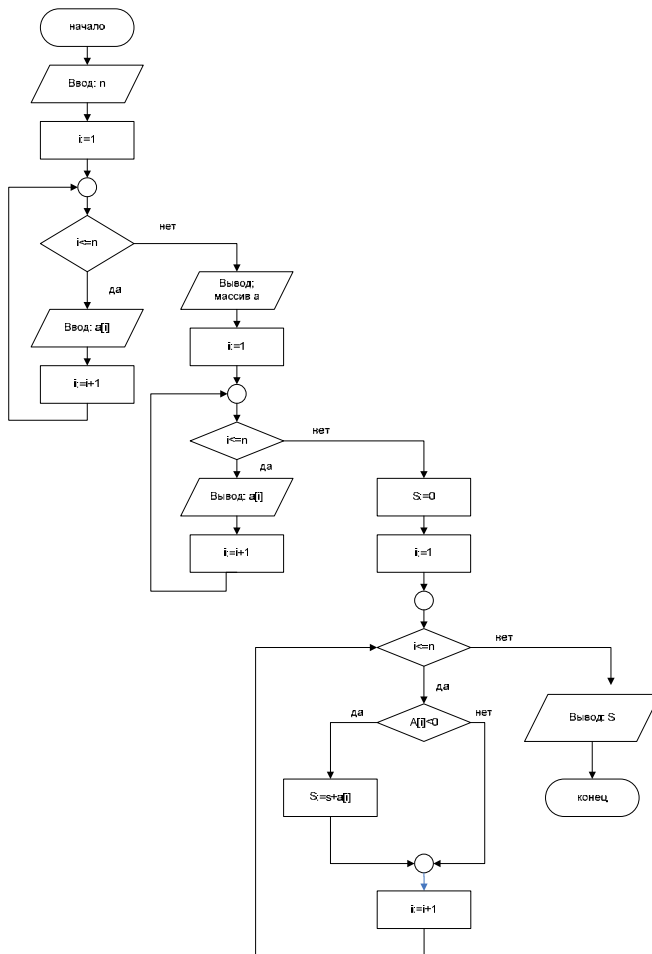 начало
Ввод: n
i:=1
i<=n
нет
да
Ввод: a[i]
i:=i+1
Вывод;
массив a
i:=1
i<=n
нет
да
Вывод: a[i]
i:=i+1
S:=0
i:=1
i<=n
нет
да
A[i]<0
да
нет
S:=s+a[i]
i:=i+1
Вывод: S
конец